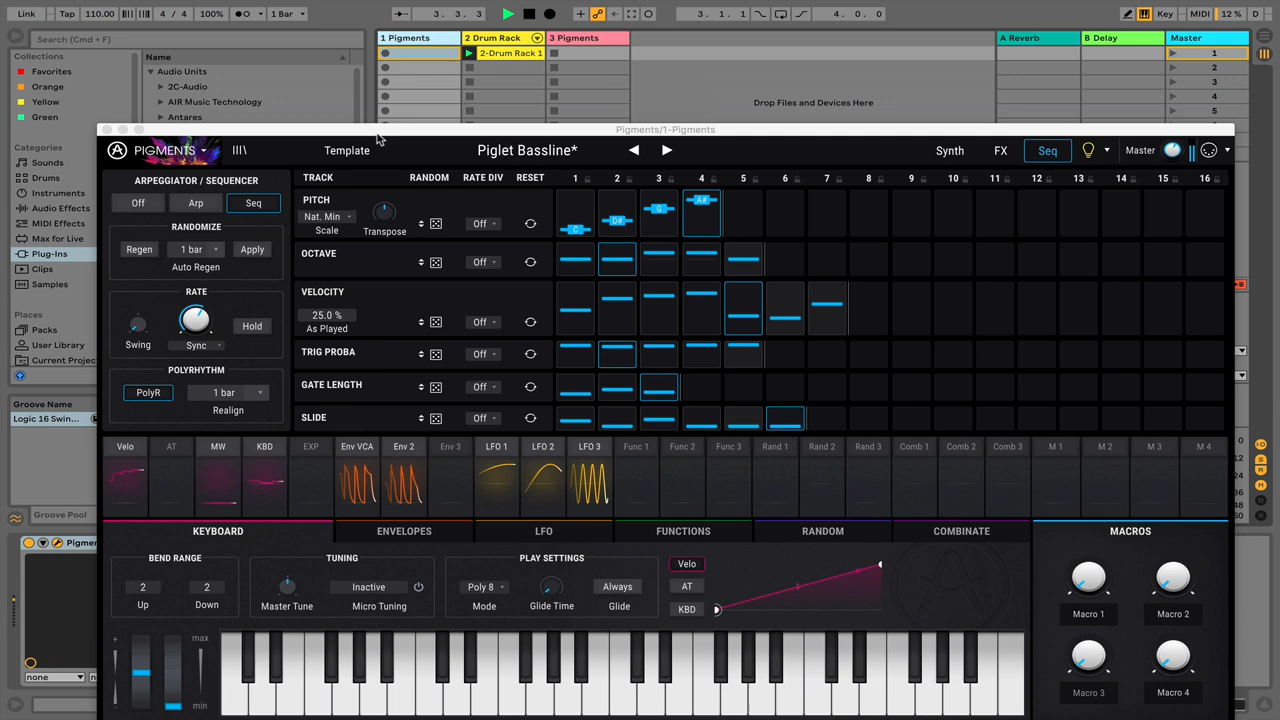 Link Tap 110.00 4 / 4 100% 1 Bar 3. 3. 3 3. 1. 1 4. 0. 0 Key MIDI 12 % D
Search (Cmd + F)
Collections
Favorites
Orange
Yellow
Green
Categories
Sounds
Drums
Instruments
Audio Effects
MIDI Effects
Max for Live
Plug-Ins
Clips
Samples
Places
Packs
User Library
Current Projec
Groove Name
Logic 16 Swin...
Groove Pool
Name
Audio Units
2C-Audio
AIR Music Technology
Antares
1 Pigments 2 Drum Rack 3 Pigments A Reverb B Delay Master
2-Drum Rack 1
1
2
3
4
5
Drop Files and Devices Here
Pigments/1-Pigments
PIGMENTS Template Piglet Bassline* Synth FX Seq Master
ARPEGGIATOR / SEQUENCER
Off Arp Seq
RANDOMIZE
Regen 1 bar Apply
Auto Regen
RATE
Swing Sync Hold
POLYRHYTHM
PolyR 1 bar
Realign
TRACK RANDOM RATE DIV RESET 1 2 3 4 5 6 7 8 9 10 11 12 13 14 15 16
PITCH
Nat. Min
Scale Transpose Off C D# G A#
OCTAVE Off
VELOCITY
25.0 %
As Played Off
TRIG PROBA Off
GATE LENGTH Off
SLIDE Off
Velo AT MW KBD EXP Env VCA Env 2 Env 3 LFO 1 LFO 2 LFO 3 Func 1 Func 2 Func 3 Rand 1 Rand 2 Rand 3 Comb 1 Comb 2 Comb 3 M 1 M 2 M 3 M 4
KEYBOARD ENVELOPES LFO FUNCTIONS RANDOM COMBINATE MACROS
BEND RANGE
2 2
Up Down
TUNING
Inactive
Master Tune Micro Tuning
PLAY SETTINGS
Poly 8 Always
Mode Glide Time Glide
Velo
AT
KBD
Macro 1 Macro 2
Macro 3 Macro 4
+ max
- min
0
12
24
36
48
60
Pigmen
none